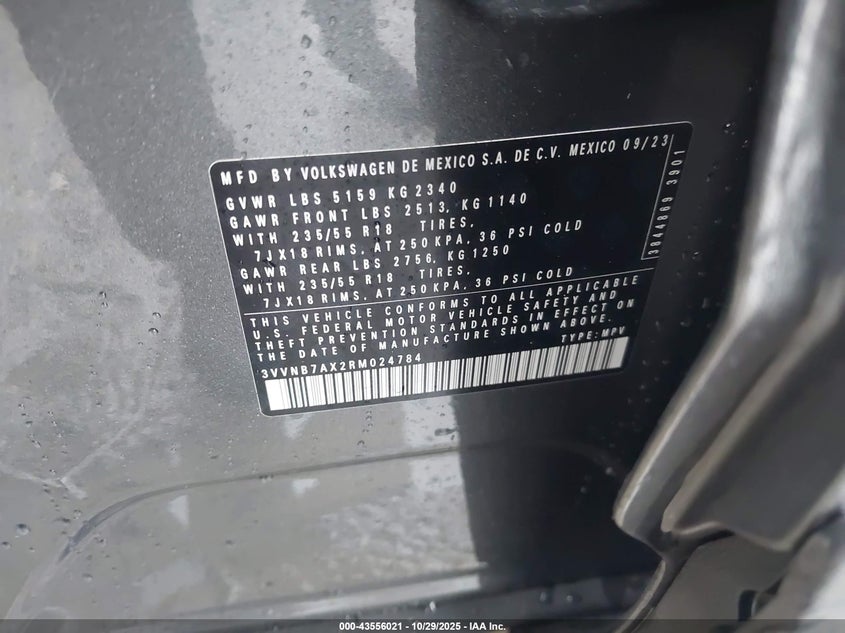 MFD BY VOLKSWAGEN DE MEXICO S.A. DE C.V. MEXICO 09/23
GVWR LBS 5159 KG 2340
GAWR FRONT LBS 2513, KG 1140
WITH 235/55 R18 TIRES,
7JX18 RIMS, AT 250 KPA, 36 PSI COLD
GAWR REAR LBS 2756, KG 1250
WITH 235/55 R18 TIRES,
7JX18 RIMS, AT 250 KPA, 36 PSI COLD
THIS VEHICLE CONFORMS TO ALL APPLICABLE
U.S. FEDERAL MOTOR VEHICLE SAFETY AND
THEFT PREVENTION STANDARDS IN EFFECT ON
THE DATE OF MANUFACTURE SHOWN ABOVE.
3VVNB7AX2RM024784 TYPE: MPV
3844869 3901
000-43556021 - 10/29/2025 - IAA Inc.